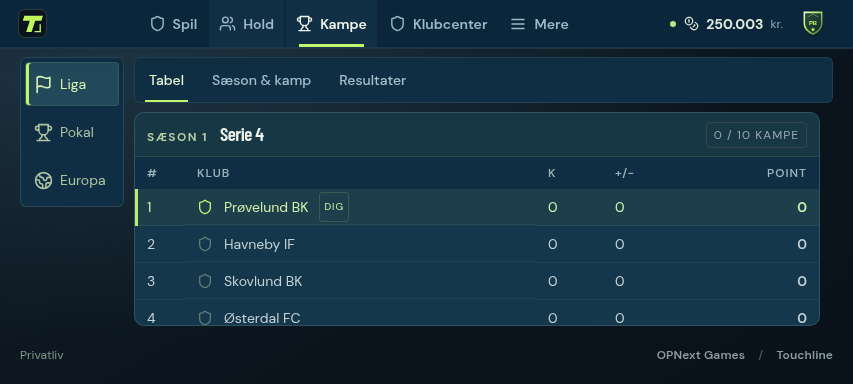 Spil
Hold
Kampe
Klubcenter
Mere
250.003 kr.
PB
Liga
Pokal
Europa
Tabel
Sæson & kamp
Resultater
SÆSON 1 Serie 4
0 / 10 KAMPE
# KLUB K +/- POINT
1 Prøvelund BK DIG 0 0 0
2 Havneby IF 0 0 0
3 Skovlund BK 0 0 0
4 Østerdal FC 0 0 0
Privatliv
OPNext Games / Touchline